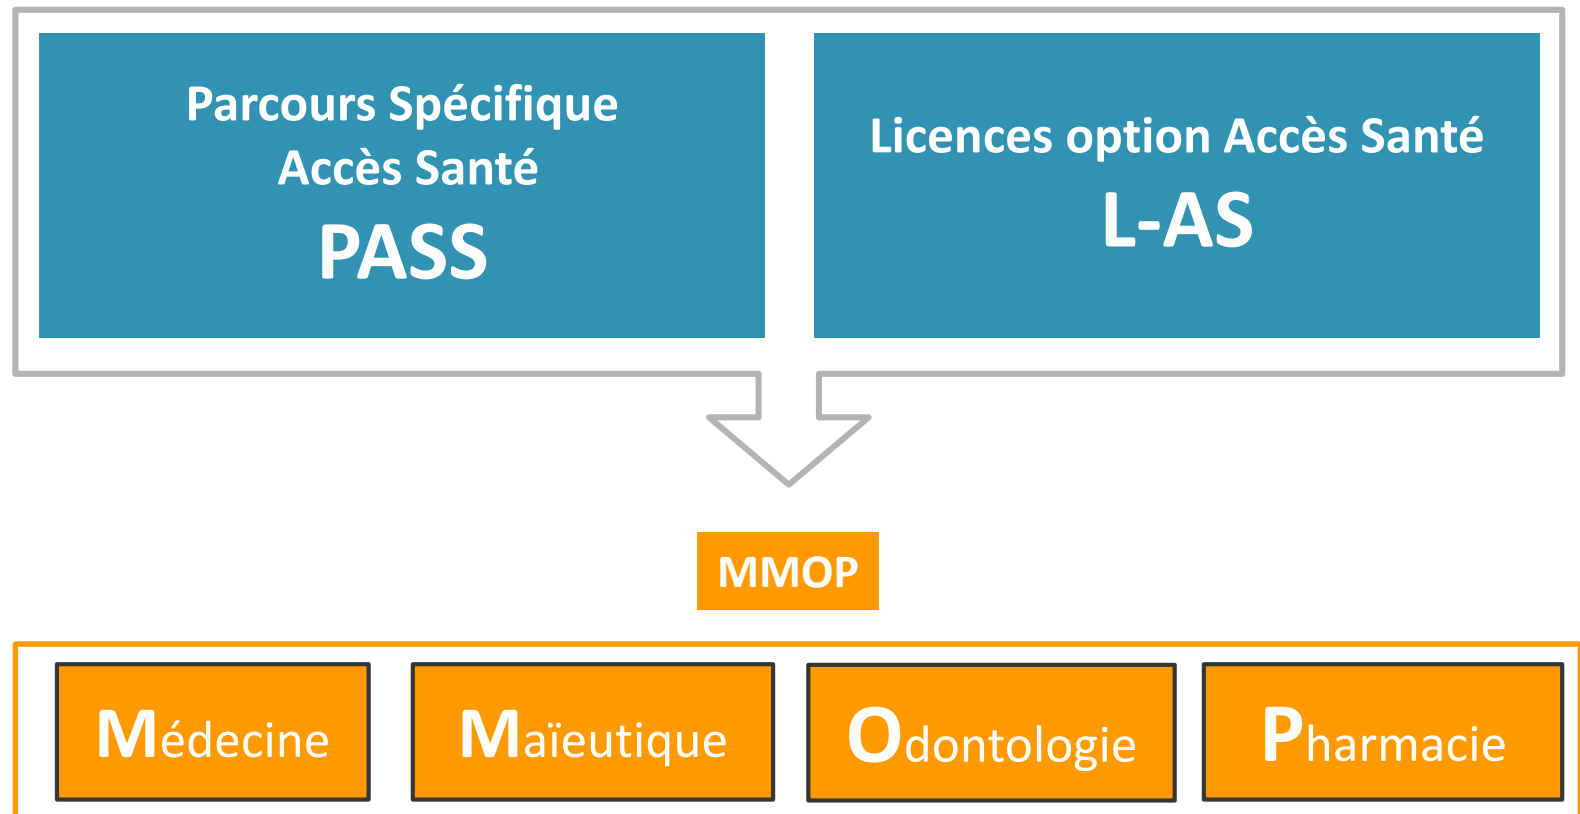 Parcours Spécifique
Accès Santé
PASS
Licences option Accès Santé
L-AS
MMOP
Médecine
Maïeutique
Odontologie
Pharmacie